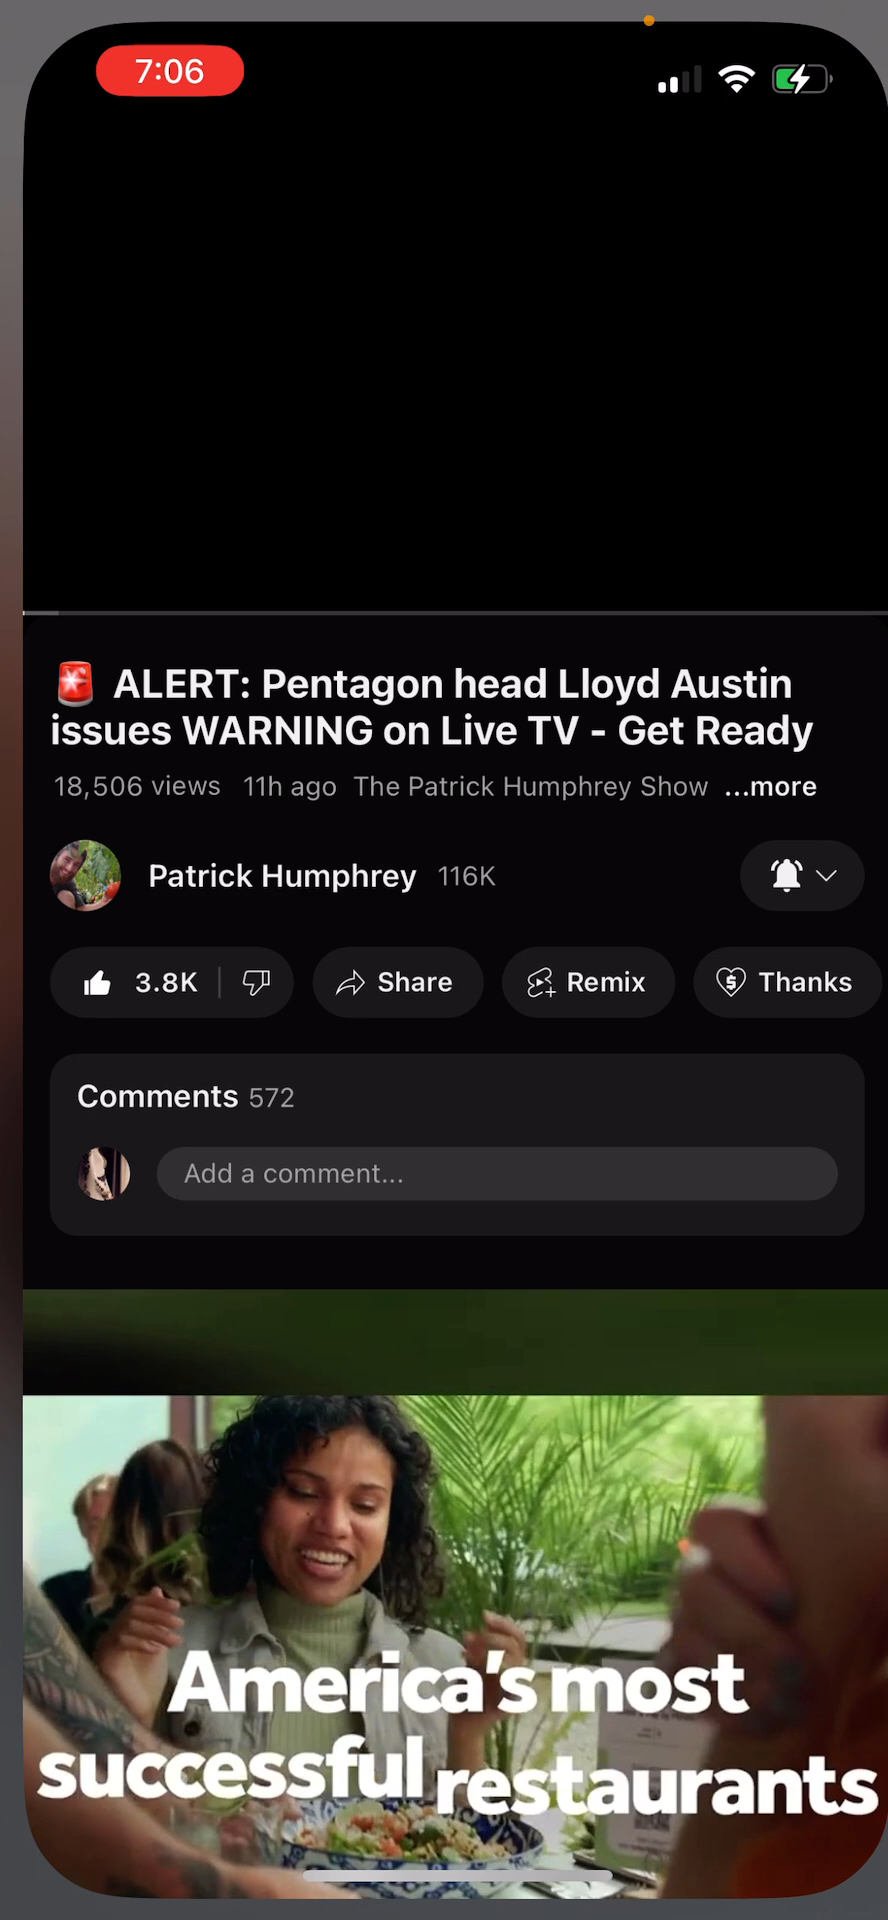 7:06
🚨 ALERT: Pentagon head Lloyd Austin
issues WARNING on Live TV - Get Ready
18,506 views 11h ago The Patrick Humphrey Show ...more
Patrick Humphrey 116K
3.8K Share Remix Thanks
Comments 572
Add a comment...
America's most
successful restaurants